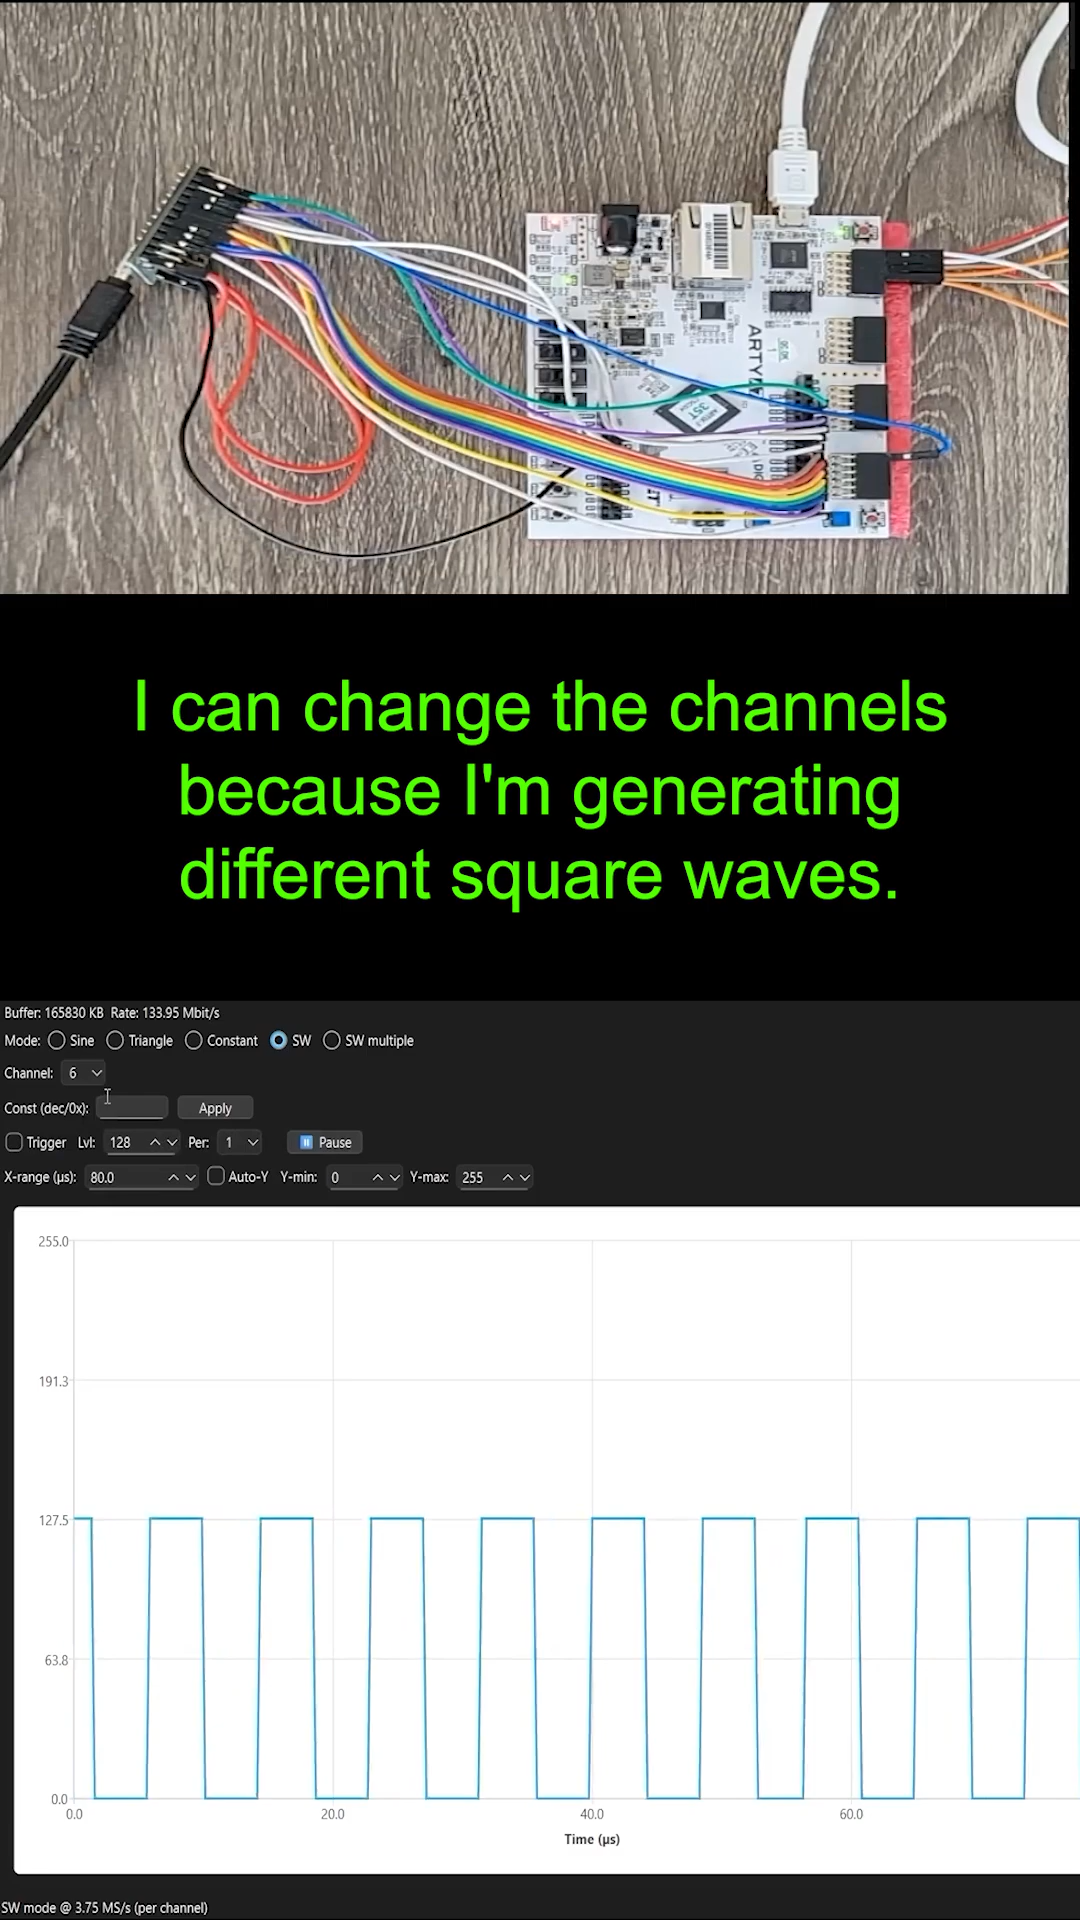 ARTY
ARTIX
35T
I can change the channels
because I'm generating
different square waves.
Buffer: 165830 KB Rate: 133.95 Mbit/s
Mode: Sine Triangle Constant SW SW multiple
Channel: 6
Const (dec/0x): Apply
Trigger Lvl: 128 Per: 1 Pause
X-range (µs): 80.0 Auto-Y Y-min: 0 Y-max: 255
255.0
191.3
127.5
63.8
0.0
0.0 20.0 40.0 60.0
Time (µs)
SW mode @ 3.75 MS/s (per channel)